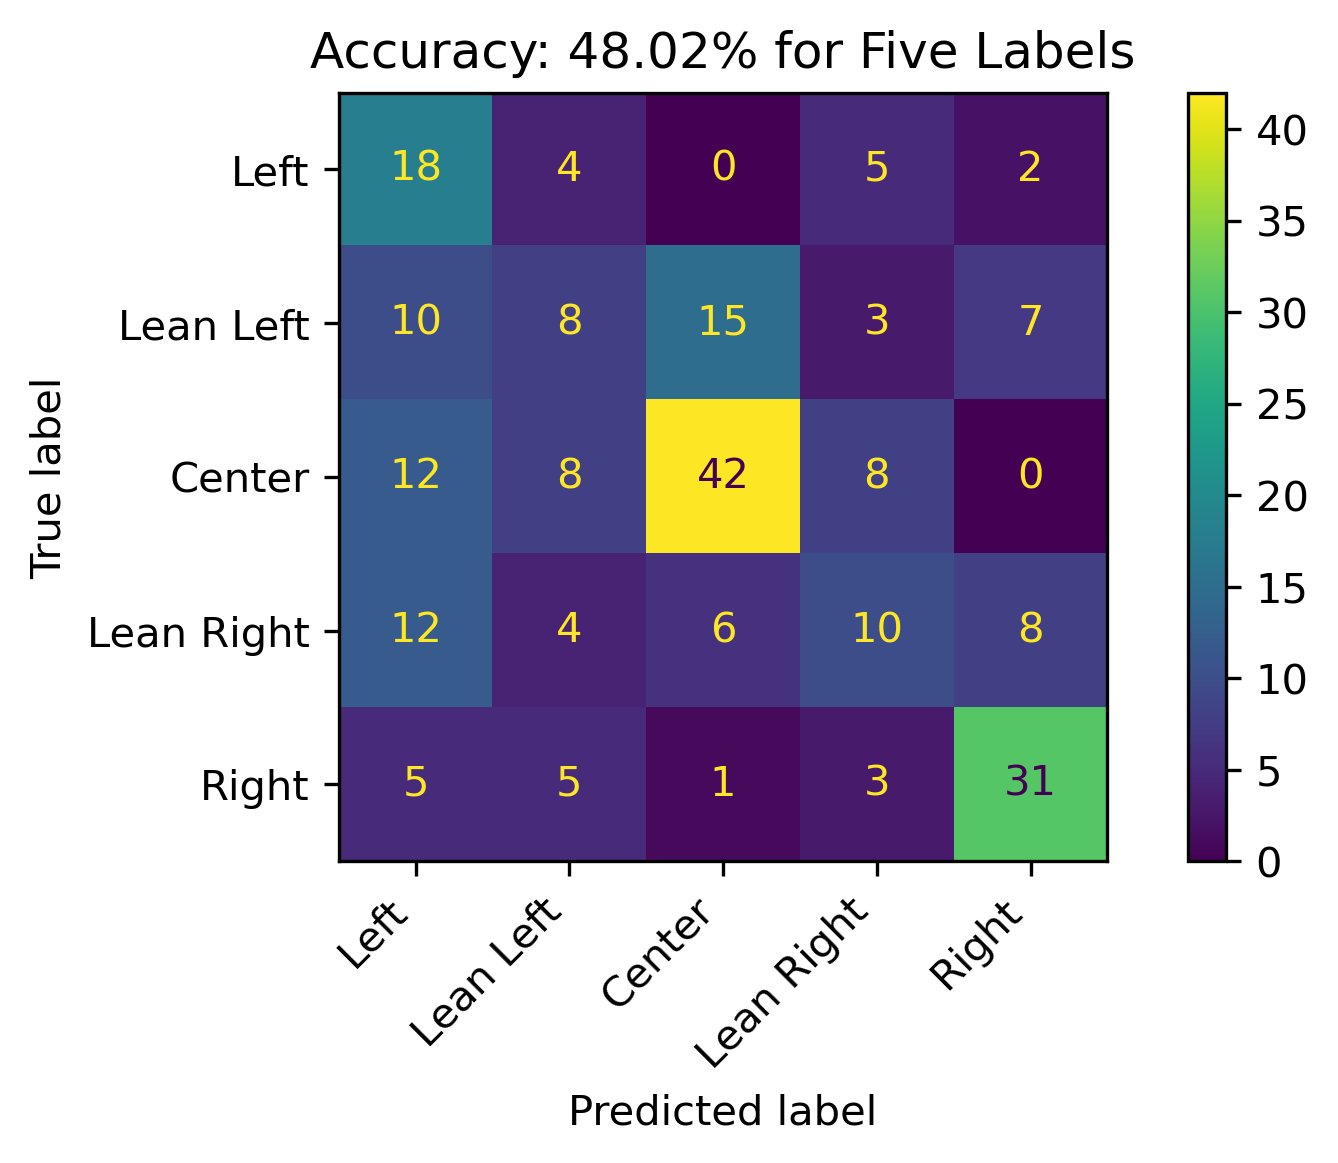 Accuracy: 48.02% for Five Labels
True label
Left 18 4 0 5 2
Lean Left 10 8 15 3 7
Center 12 8 42 8 0
Lean Right 12 4 6 10 8
Right 5 5 1 3 31
Left Lean Left Center Lean Right Right
Predicted label
40
35
30
25
20
15
10
5
0